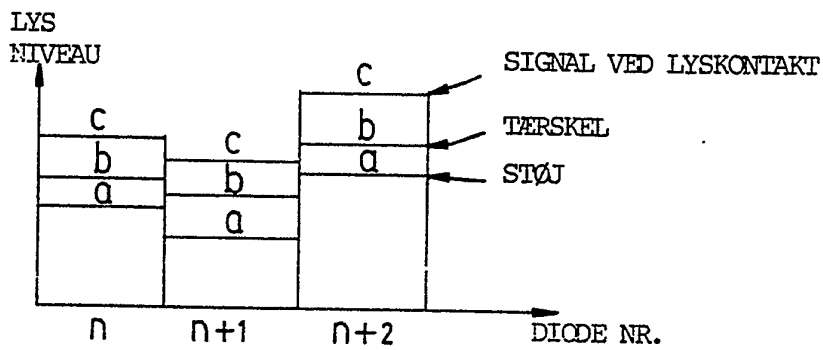 LYS
NIVEAU
c
b
a
c
b
a
c
b
a
SIGNAL VED LYSKONTAKT
TÆRSKEL
STØJ
n
n+1
n+2
DIODE NR.